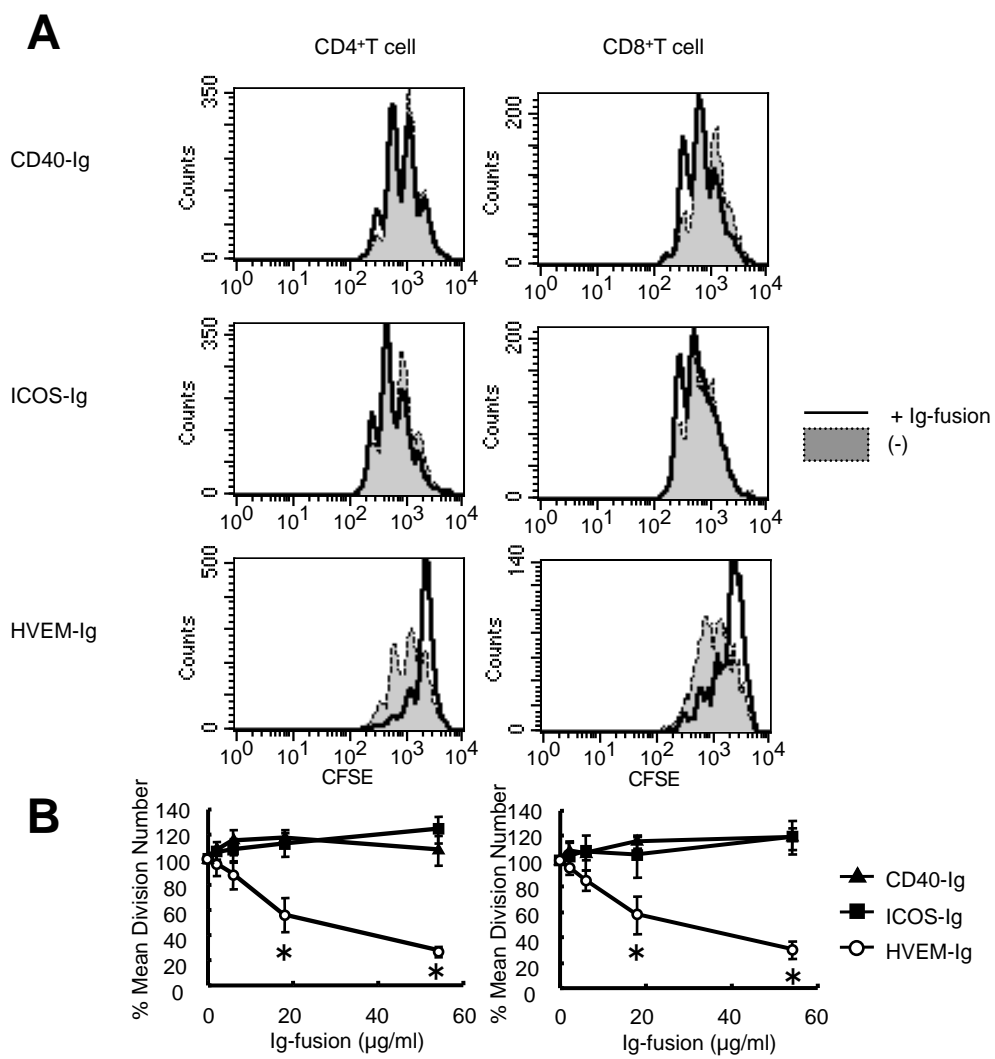 A
CD4⁺T cell
CD8⁺T cell
CD40-Ig
350
Counts
0
10⁰ 10¹ 10² 10³ 10⁴
200
Counts
0
10⁰ 10¹ 10² 10³ 10⁴
ICOS-Ig
350
Counts
0
10⁰ 10¹ 10² 10³ 10⁴
200
Counts
0
10⁰ 10¹ 10² 10³ 10⁴
+ Ig-fusion
(-)
HVEM-Ig
500
Counts
0
10⁰ 10¹ 10² 10³ 10⁴
CFSE
140
Counts
0
10⁰ 10¹ 10² 10³ 10⁴
CFSE
B
% Mean Division Number
140
120
100
80
60
40
20
0
0 20 40 60
Ig-fusion (µg/ml)
* *
% Mean Division Number
140
120
100
80
60
40
20
0
0 20 40 60
Ig-fusion (µg/ml)
* *
CD40-Ig
ICOS-Ig
HVEM-Ig